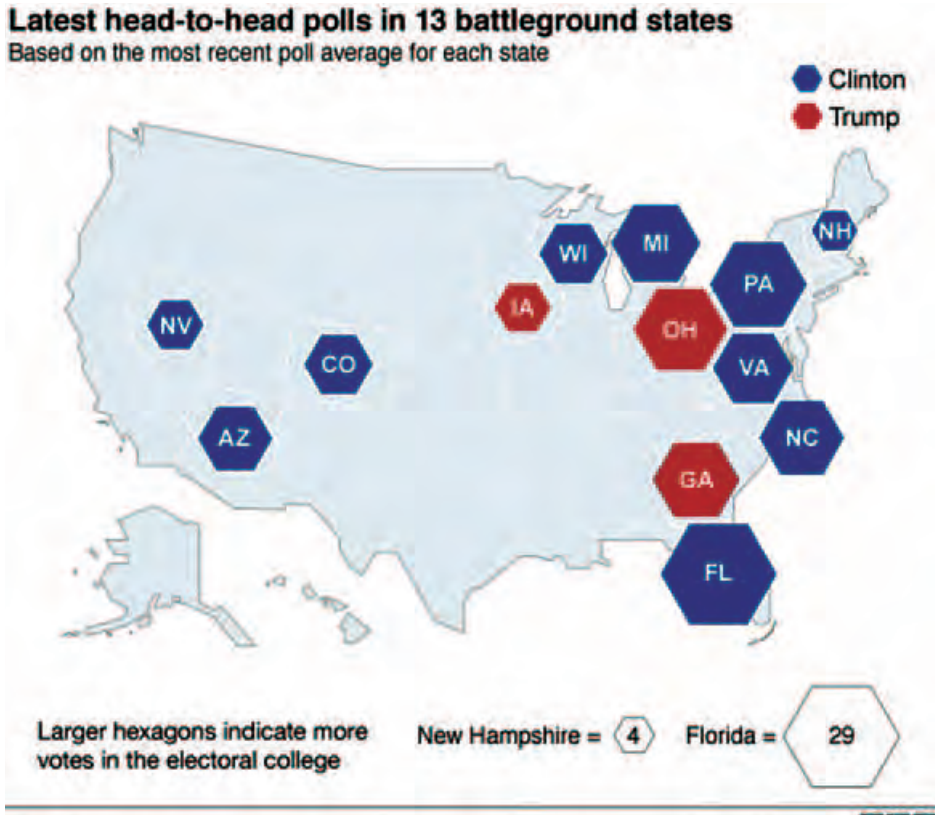 Latest head-to-head polls in 13 battleground states
Based on the most recent poll average for each state
Clinton
Trump
NH
WI
MI
PA
IA
NV
OH
CO
VA
AZ
NC
GA
FL
Larger hexagons indicate more
votes in the electoral college
New Hampshire = 4
Florida = 29